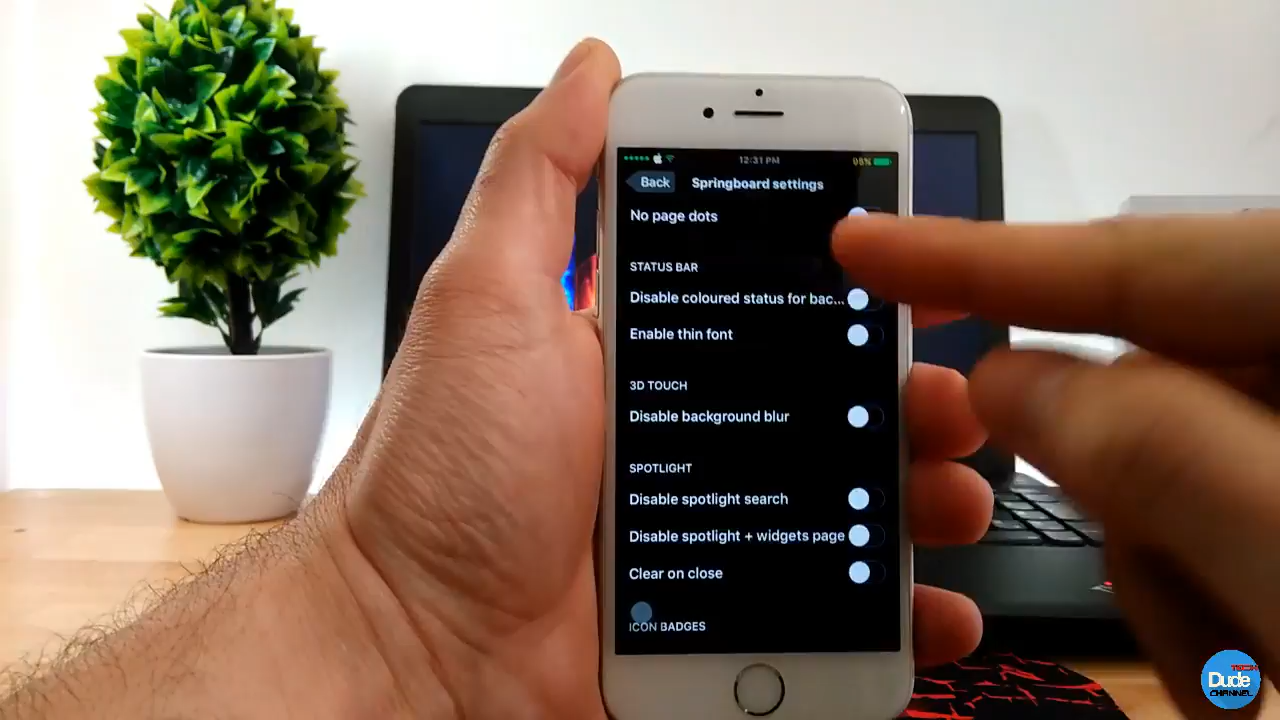 12:31 PM
95%
Back
Springboard settings
No page dots
STATUS BAR
Disable coloured status for bac...
Enable thin font
3D TOUCH
Disable background blur
SPOTLIGHT
Disable spotlight search
Disable spotlight + widgets page
Clear on close
ICON BADGES
TECH
Dude
CHANNEL